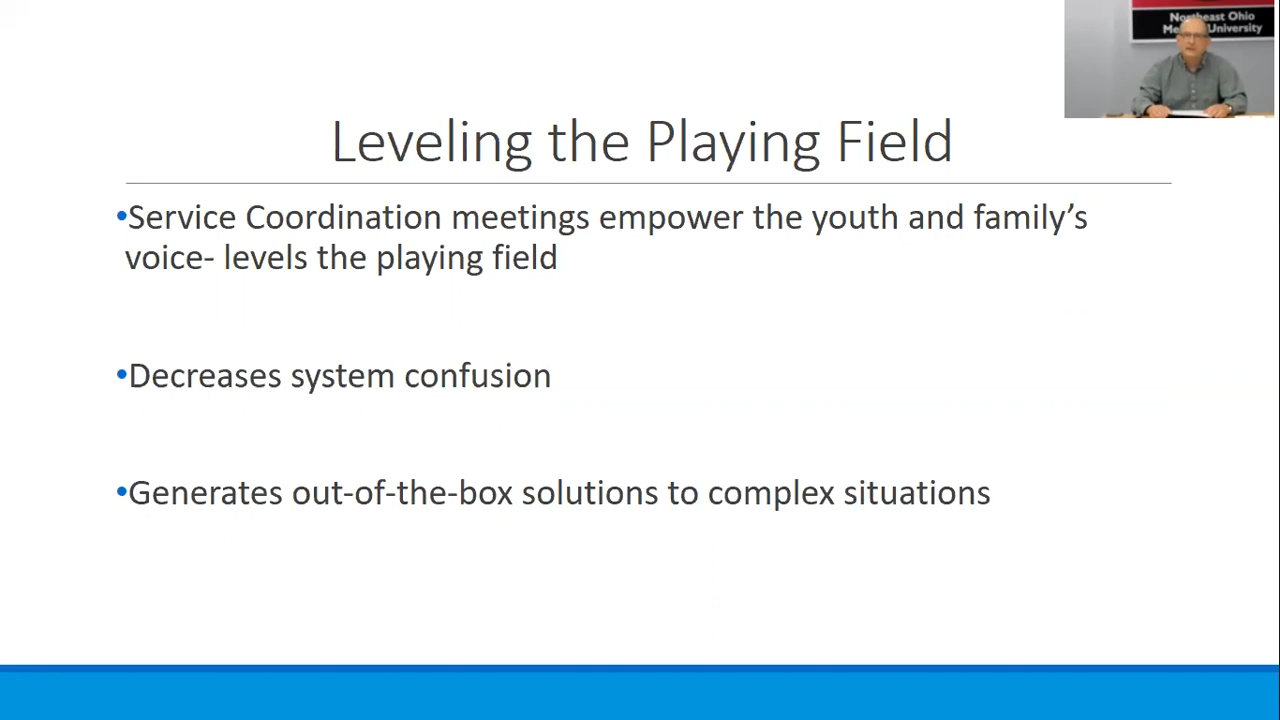 Northeast Ohio
Medical University
Leveling the Playing Field
•Service Coordination meetings empower the youth and family’s
voice- levels the playing field
•Decreases system confusion
•Generates out-of-the-box solutions to complex situations